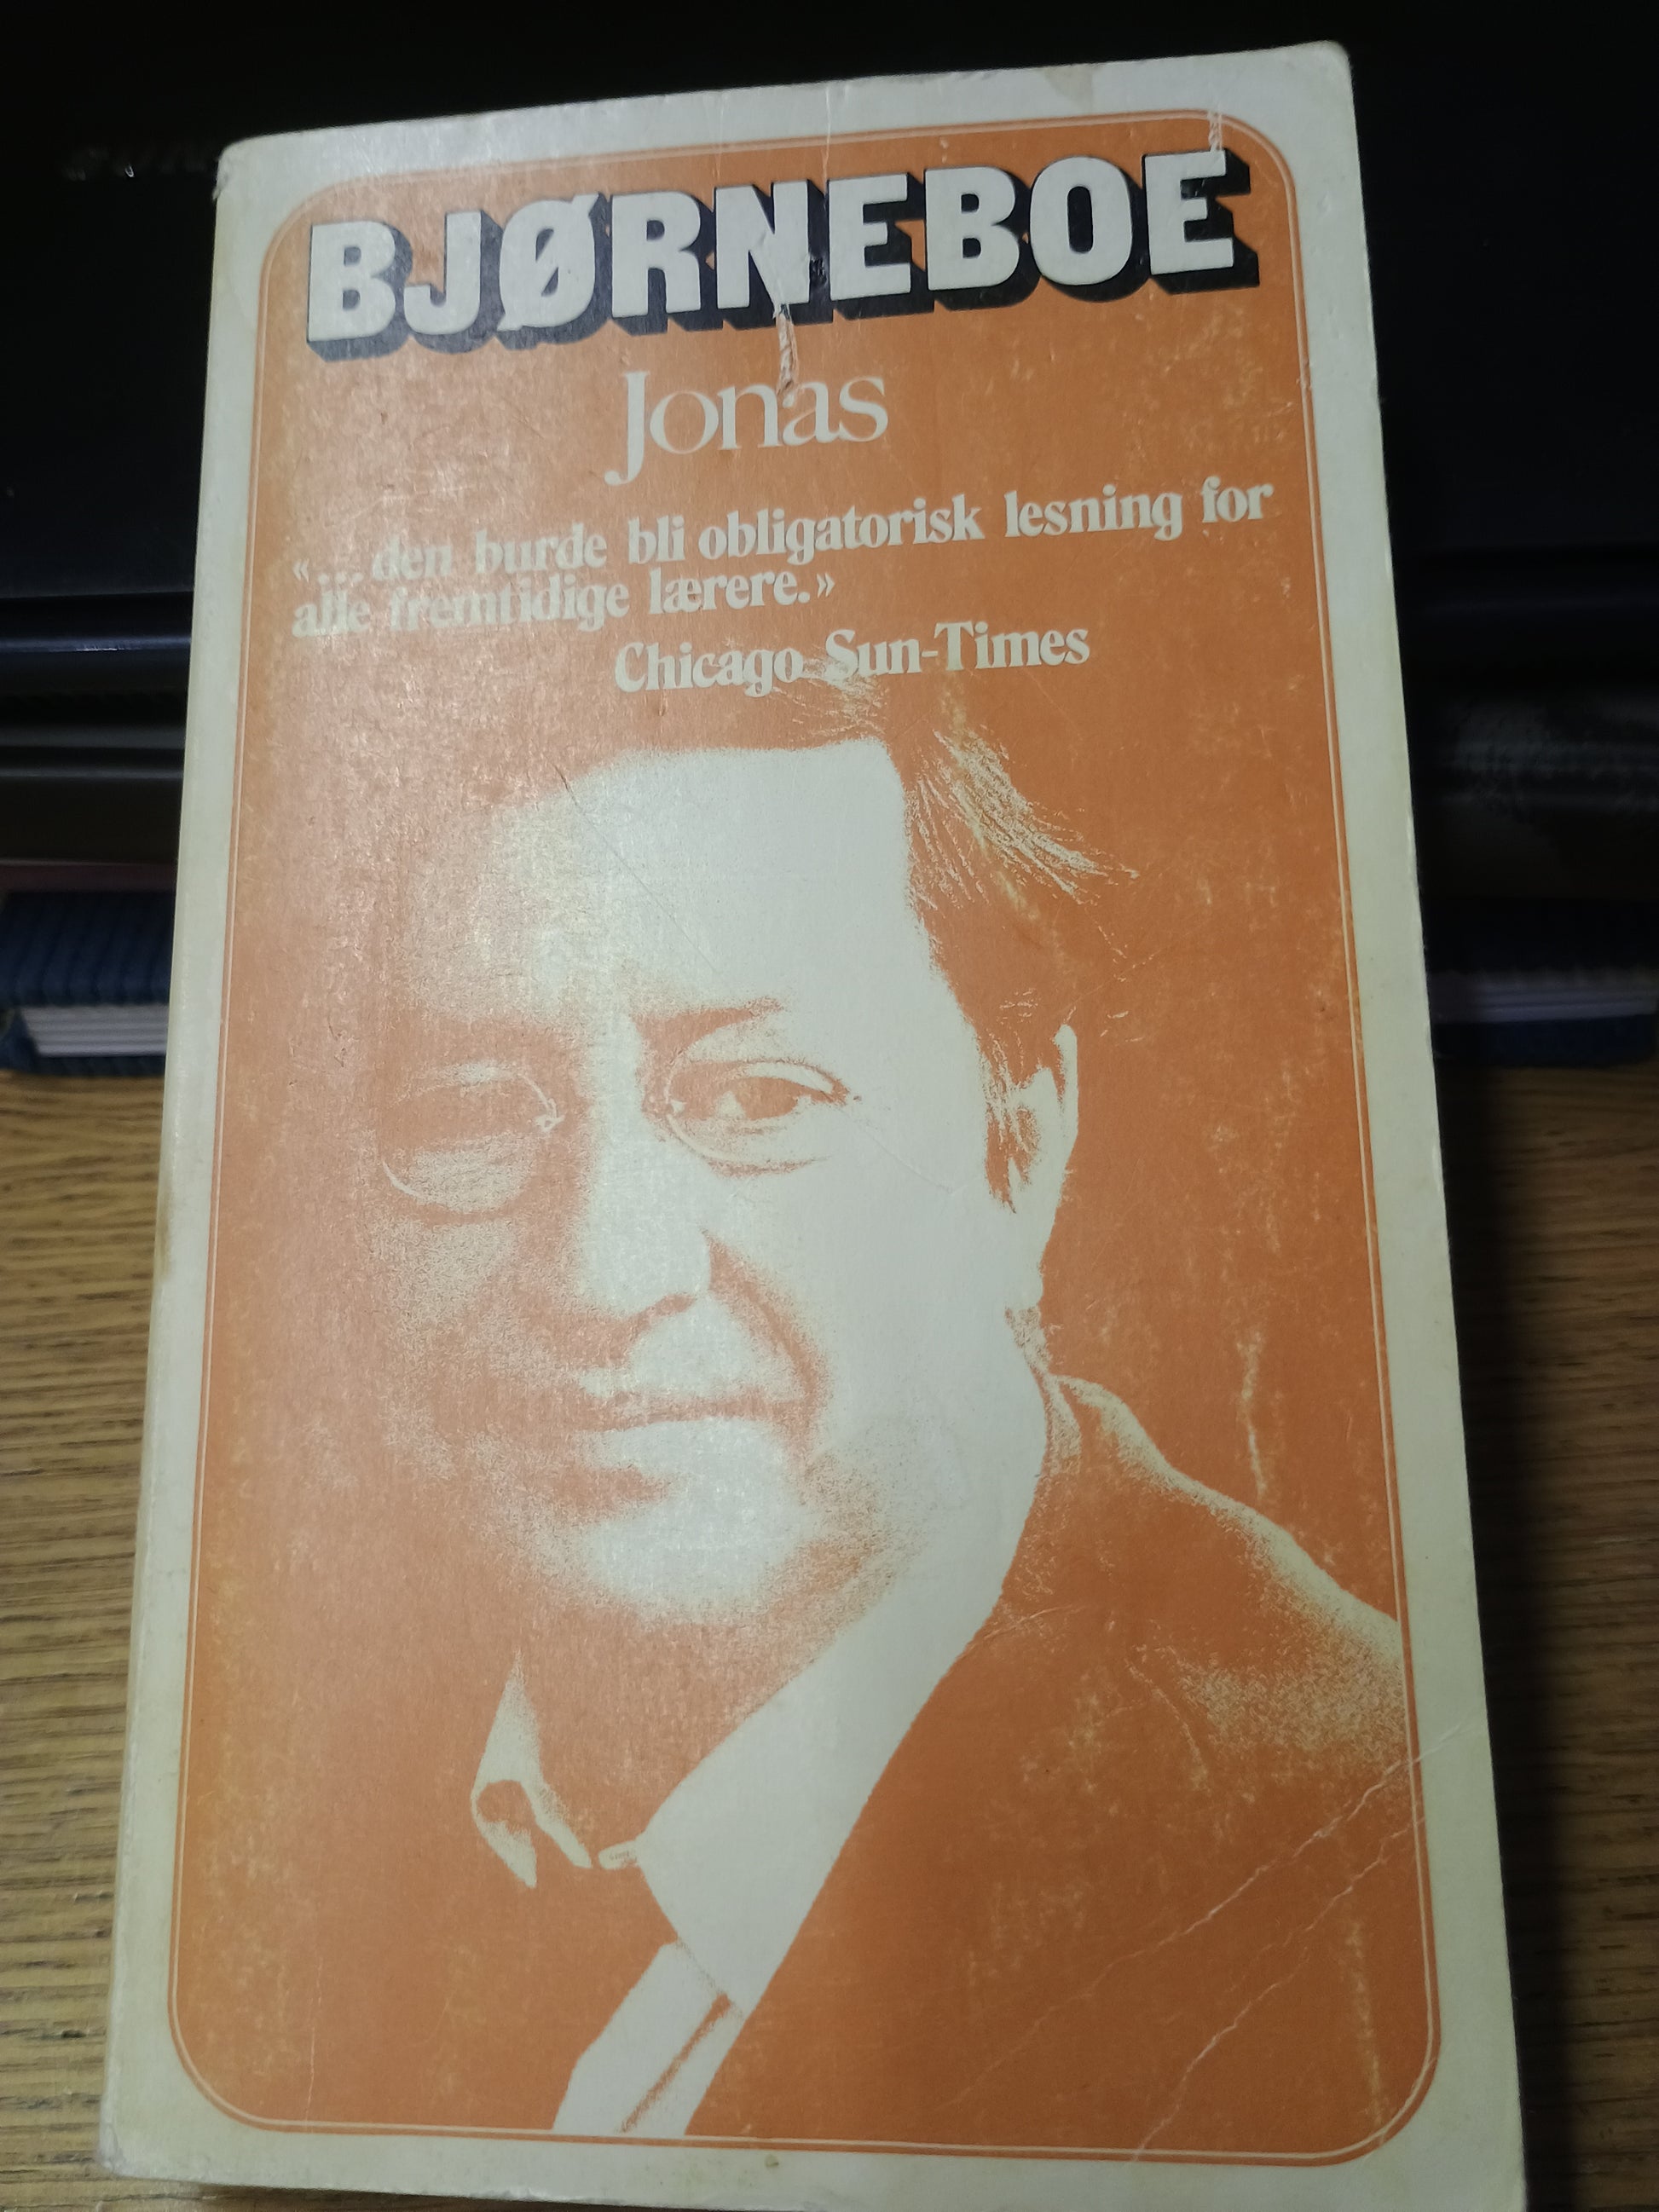 BJØRNEBOE
Jonas
«... den burde bli obligatorisk lesning for
alle fremtidige lærere.»
Chicago Sun-Times